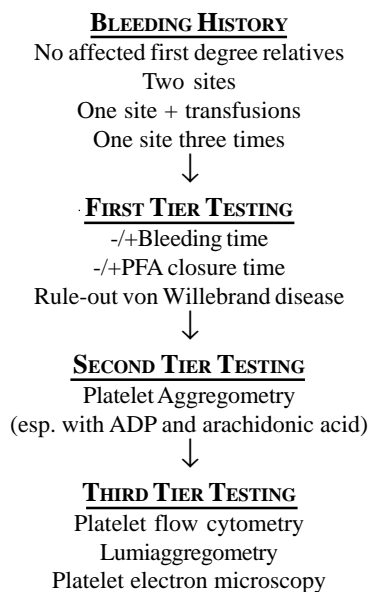 BLEEDING HISTORY
No affected first degree relatives
Two sites
One site + transfusions
One site three times
↓
FIRST TIER TESTING
-/+Bleeding time
-/+PFA closure time
Rule-out von Willebrand disease
↓
SECOND TIER TESTING
Platelet Aggregometry
(esp. with ADP and arachidonic acid)
↓
THIRD TIER TESTING
Platelet flow cytometry
Lumiaggregometry
Platelet electron microscopy